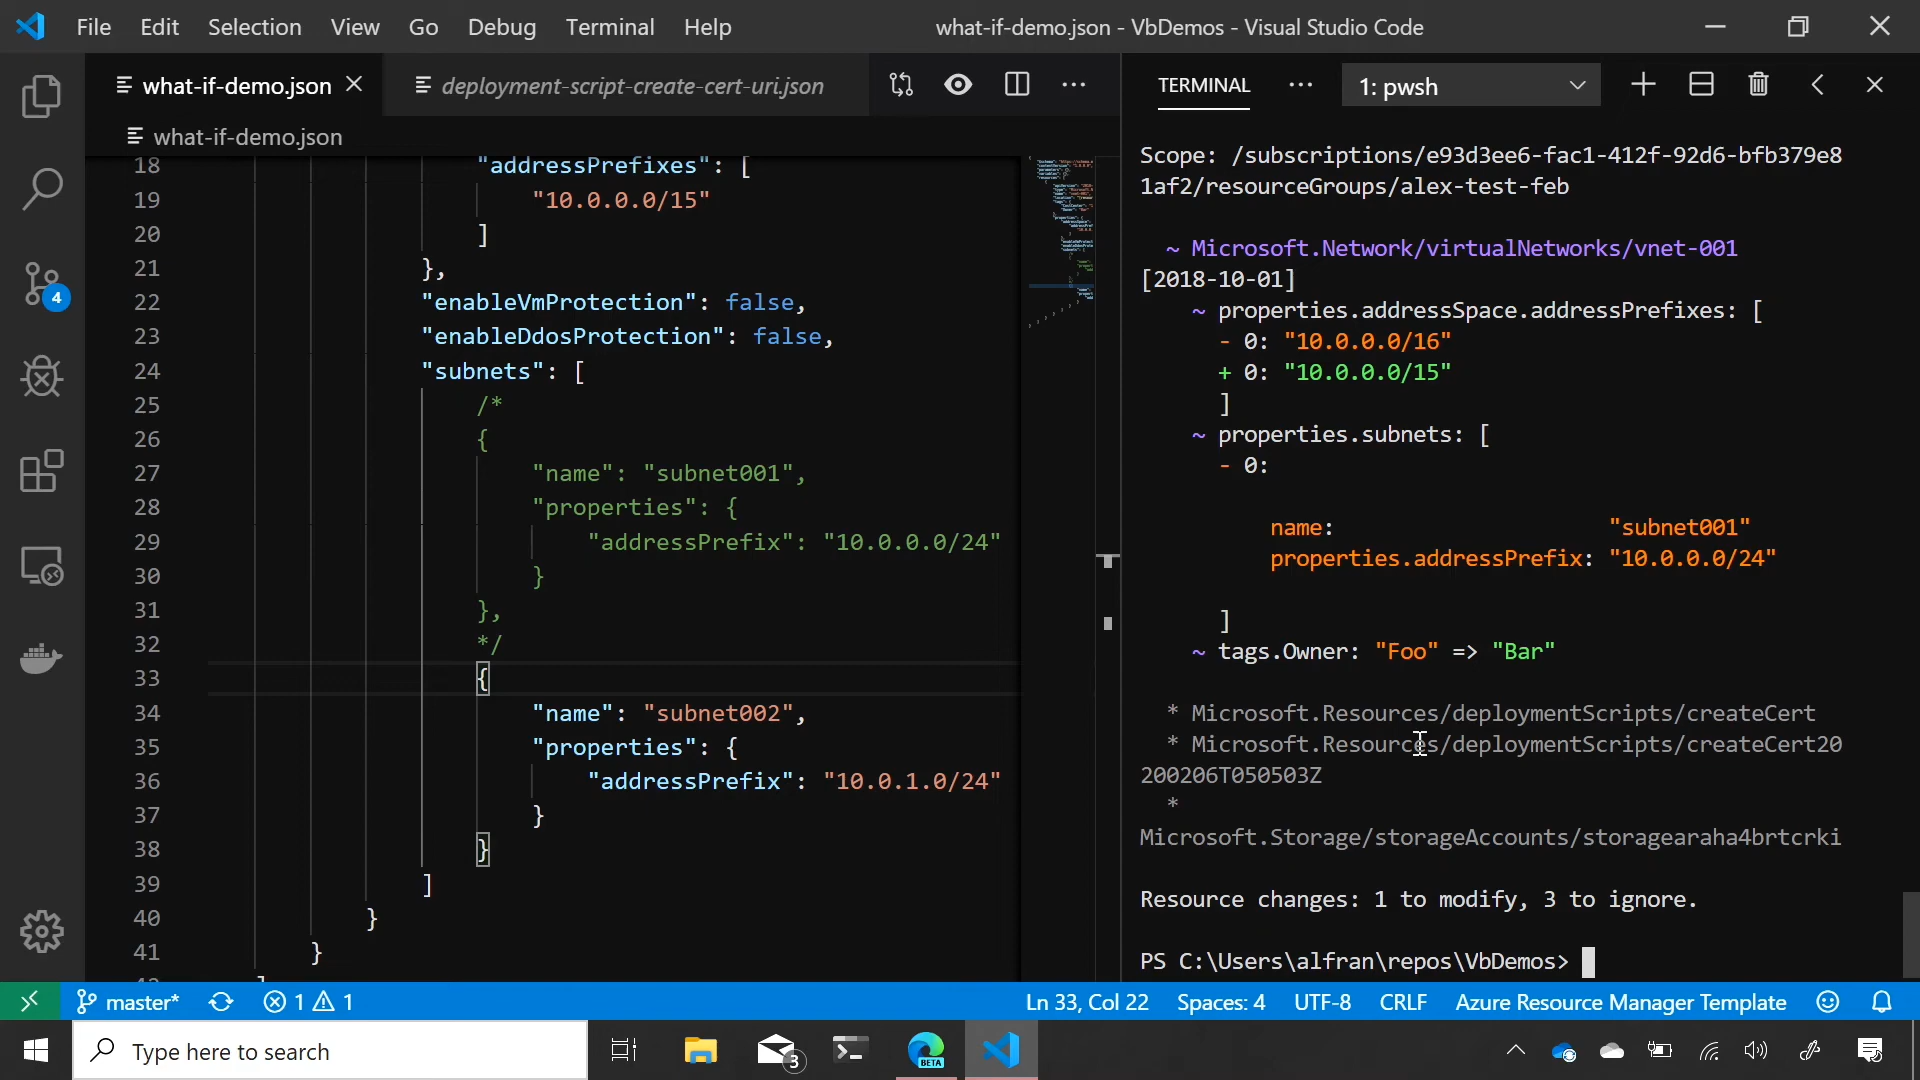 File Edit Selection View Go Debug Terminal Help
what-if-demo.json - VbDemos - Visual Studio Code
what-if-demo.json
deployment-script-create-cert-uri.json
what-if-demo.json
18 "addressPrefixes": [
19 "10.0.0.0/15"
20 ]
21 },
22 "enableVmProtection": false,
23 "enableDdosProtection": false,
24 "subnets": [
25 /*
26 {
27 "name": "subnet001",
28 "properties": {
29 "addressPrefix": "10.0.0.0/24"
30 }
31 },
32 */
33 {
34 "name": "subnet002",
35 "properties": {
36 "addressPrefix": "10.0.1.0/24"
37 }
38 }
39 ]
40 }
41 }
TERMINAL
1: pwsh
Scope: /subscriptions/e93d3ee6-fac1-412f-92d6-bfb379e8
1af2/resourceGroups/alex-test-feb
~ Microsoft.Network/virtualNetworks/vnet-001
[2018-10-01]
~ properties.addressSpace.addressPrefixes: [
- 0: "10.0.0.0/16"
+ 0: "10.0.0.0/15"
]
~ properties.subnets: [
- 0:
name: "subnet001"
properties.addressPrefix: "10.0.0.0/24"
]
~ tags.Owner: "Foo" => "Bar"
* Microsoft.Resources/deploymentScripts/createCert
* Microsoft.Resources/deploymentScripts/createCert20
200206T050503Z
*
Microsoft.Storage/storageAccounts/storagearaha4brtcrki
Resource changes: 1 to modify, 3 to ignore.
PS C:\Users\alfran\repos\VbDemos>
4
master* 1 1
Ln 33, Col 22 Spaces: 4 UTF-8 CRLF Azure Resource Manager Template
Type here to search
3
BETA